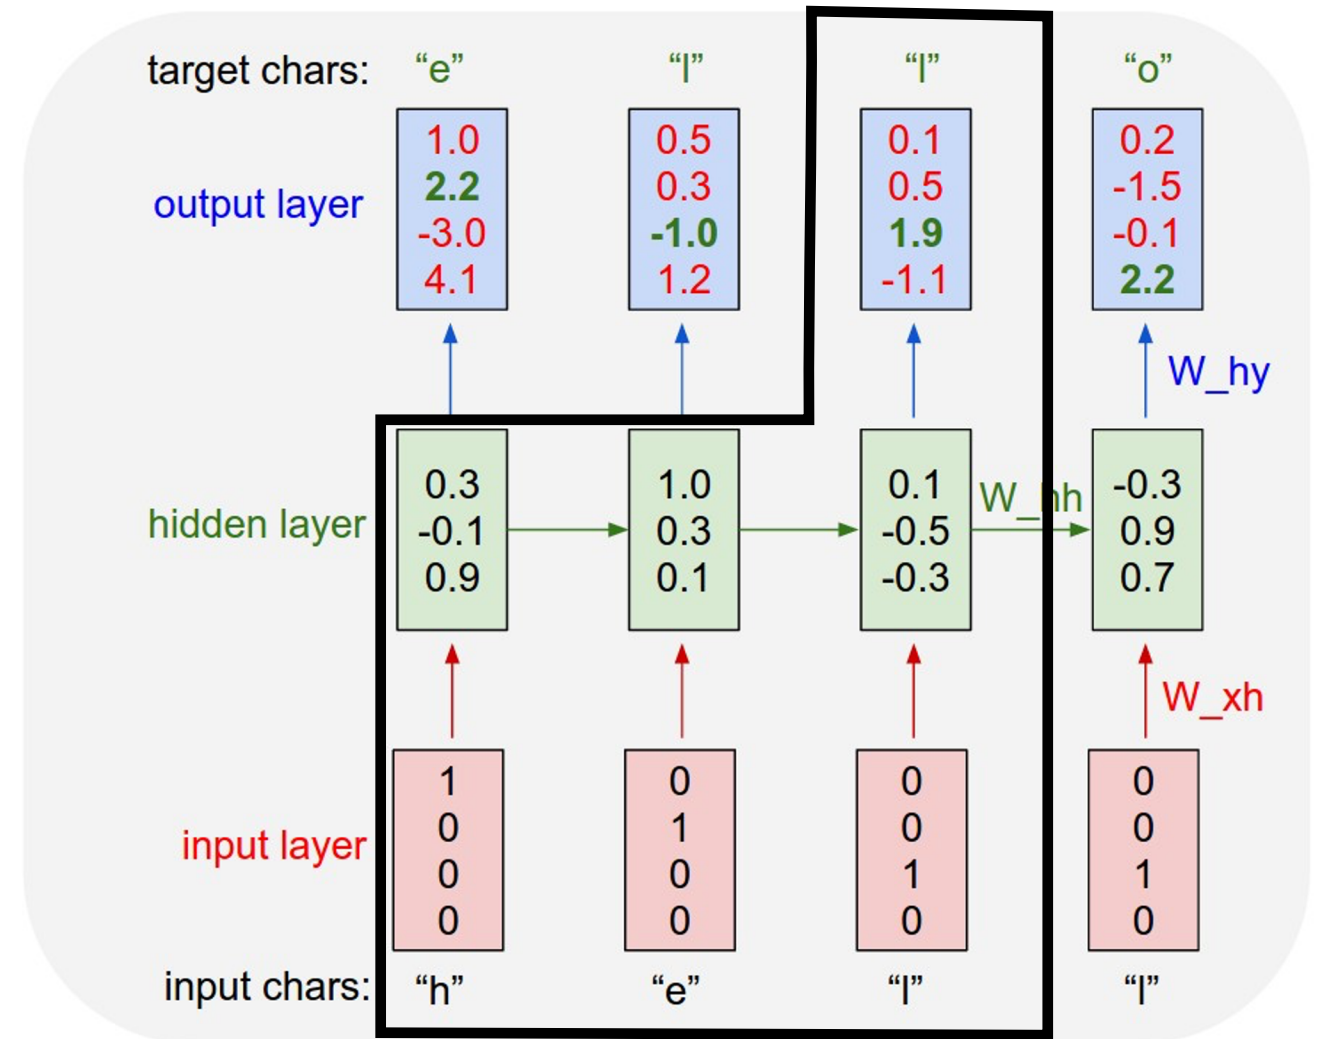 target chars: “e” “l” “l” “o”
output layer
1.0 0.5 0.1 0.2
2.2 0.3 0.5 -1.5
-3.0 -1.0 1.9 -0.1
4.1 1.2 -1.1 2.2
W_hy
hidden layer
0.3 1.0 0.1 -0.3
-0.1 0.3 -0.5 0.9
0.9 0.1 -0.3 0.7
W_hh
W_xh
input layer
1 0 0 0
0 1 0 0
0 0 1 1
0 0 0 0
input chars: “h” “e” “l” “l”